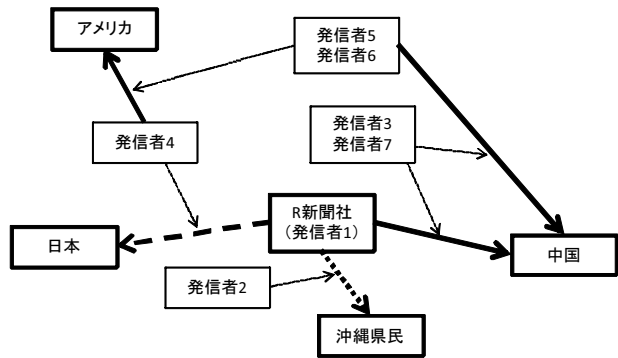 アメリカ
発信者5
発信者6
発信者4
発信者3
発信者7
R新聞社
（発信者1）
日本
中国
発信者2
沖縄県民